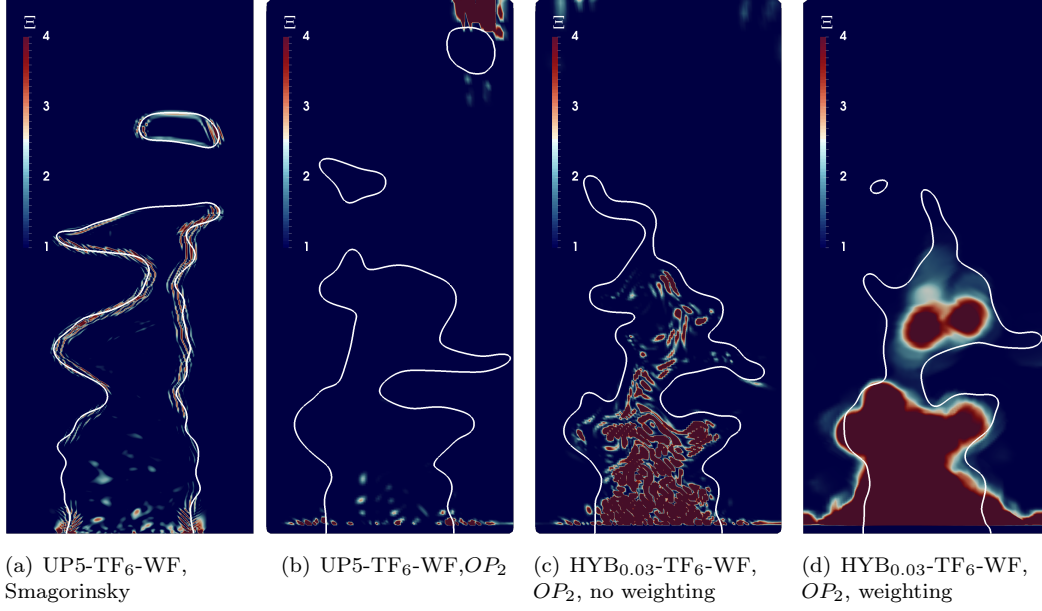 Ξ
4
3
2
1
Ξ
4
3
2
1
Ξ
4
3
2
1
Ξ
4
3
2
1
(a) UP5-TF₆-WF,
Smagorinsky
(b) UP5-TF₆-WF,OP₂
(c) HYB₀.₀₃-TF₆-WF,
OP₂, no weighting
(d) HYB₀.₀₃-TF₆-WF,
OP₂, weighting